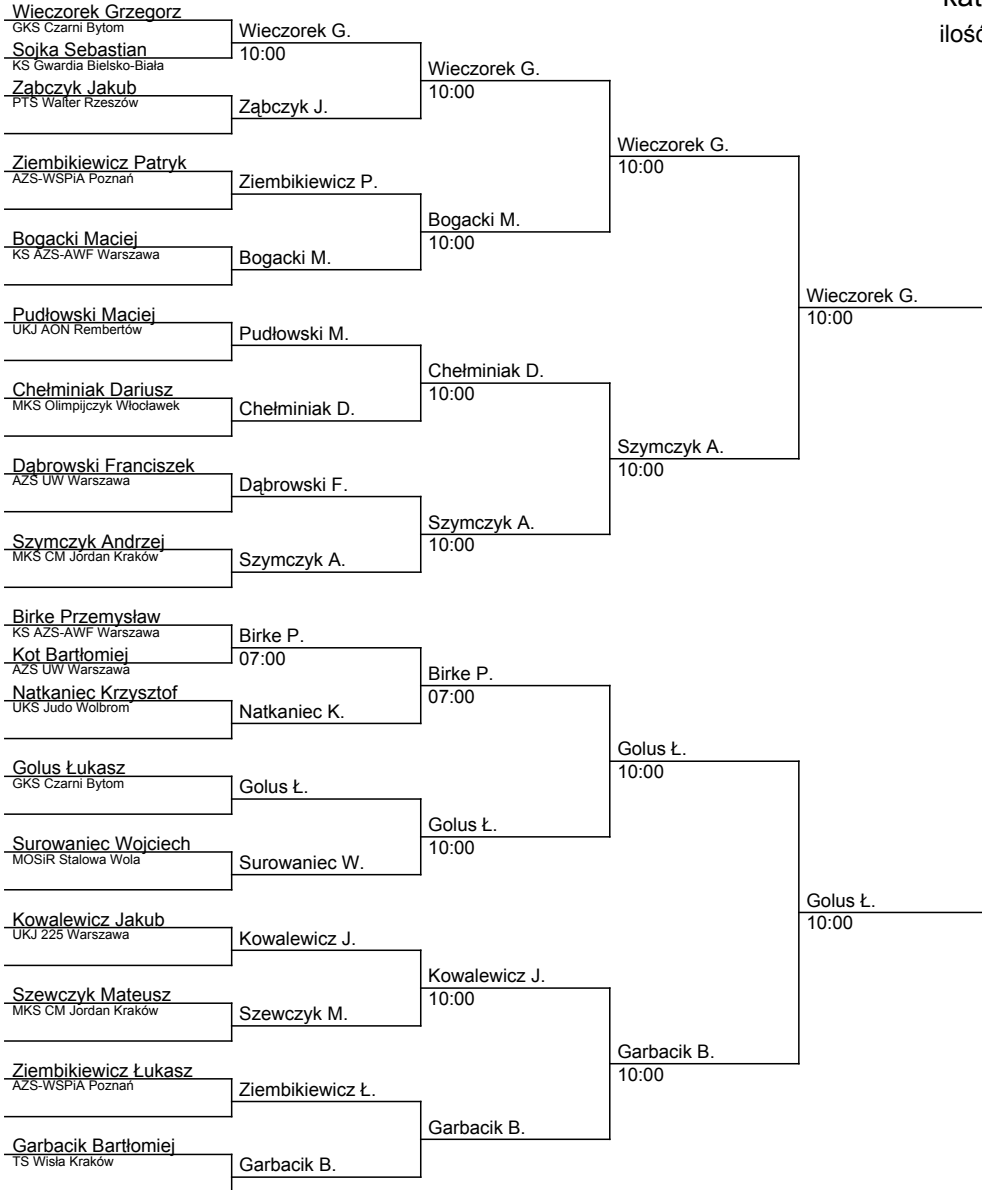 kat
ilość
Wieczorek Grzegorz
GKS Czarni Bytom
Wieczorek G.
10:00
Sojka Sebastian
KS Gwardia Bielsko-Biała
Wieczorek G.
10:00
Ząbczyk Jakub
PTS Walter Rzeszów
Ząbczyk J.
Wieczorek G.
10:00
Ziembikiewicz Patryk
AZS-WSPiA Poznań
Ziembikiewicz P.
Bogacki M.
10:00
Bogacki Maciej
KS AZS-AWF Warszawa
Bogacki M.
Wieczorek G.
10:00
Pudłowski Maciej
UKJ AON Rembertów
Pudłowski M.
Chełminiak D.
10:00
Chełminiak Dariusz
MKS Olimpijczyk Włocławek
Chełminiak D.
Szymczyk A.
10:00
Dąbrowski Franciszek
AZS UW Warszawa
Dąbrowski F.
Szymczyk A.
10:00
Szymczyk Andrzej
MKS CM Jordan Kraków
Szymczyk A.
Birke Przemysław
KS AZS-AWF Warszawa
Birke P.
07:00
Kot Bartłomiej
AZS UW Warszawa
Birke P.
07:00
Natkaniec Krzysztof
UKS Judo Wolbrom
Natkaniec K.
Golus Ł.
10:00
Golus Łukasz
GKS Czarni Bytom
Golus Ł.
Golus Ł.
10:00
Surowaniec Wojciech
MOSiR Stalowa Wola
Surowaniec W.
Golus Ł.
10:00
Kowalewicz Jakub
UKJ 225 Warszawa
Kowalewicz J.
Kowalewicz J.
10:00
Szewczyk Mateusz
MKS CM Jordan Kraków
Szewczyk M.
Garbacik B.
10:00
Ziembikiewicz Łukasz
AZS-WSPiA Poznań
Ziembikiewicz Ł.
Garbacik B.
Garbacik Bartłomiej
TS Wisła Kraków
Garbacik B.